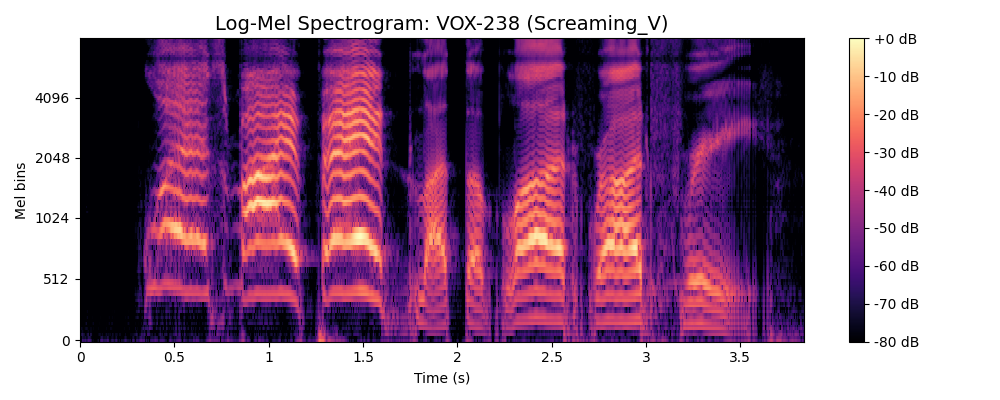 Log-Mel Spectrogram: VOX-238 (Screaming_V)
Mel bins
4096
2048
1024
512
0
0
0.5
1
1.5
2
2.5
3
3.5
Time (s)
+0 dB
-10 dB
-20 dB
-30 dB
-40 dB
-50 dB
-60 dB
-70 dB
-80 dB